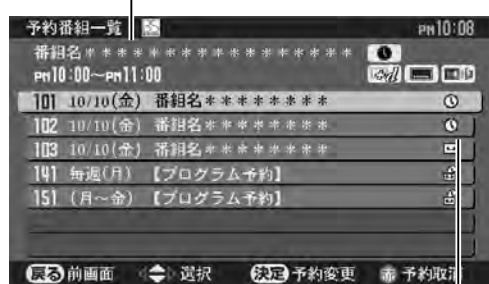 予約番組一覧 PM10:08
番組名********************
PM10:00~PM11:00
101 10/10(金) 番組名********
102 10/10(金) 番組名********
103 10/10(金) 番組名********
141 毎週(月) 【プログラム予約】
151 (月~金) 【プログラム予約】
戻る 前画面 選択 決定 予約変更 赤 予約取消